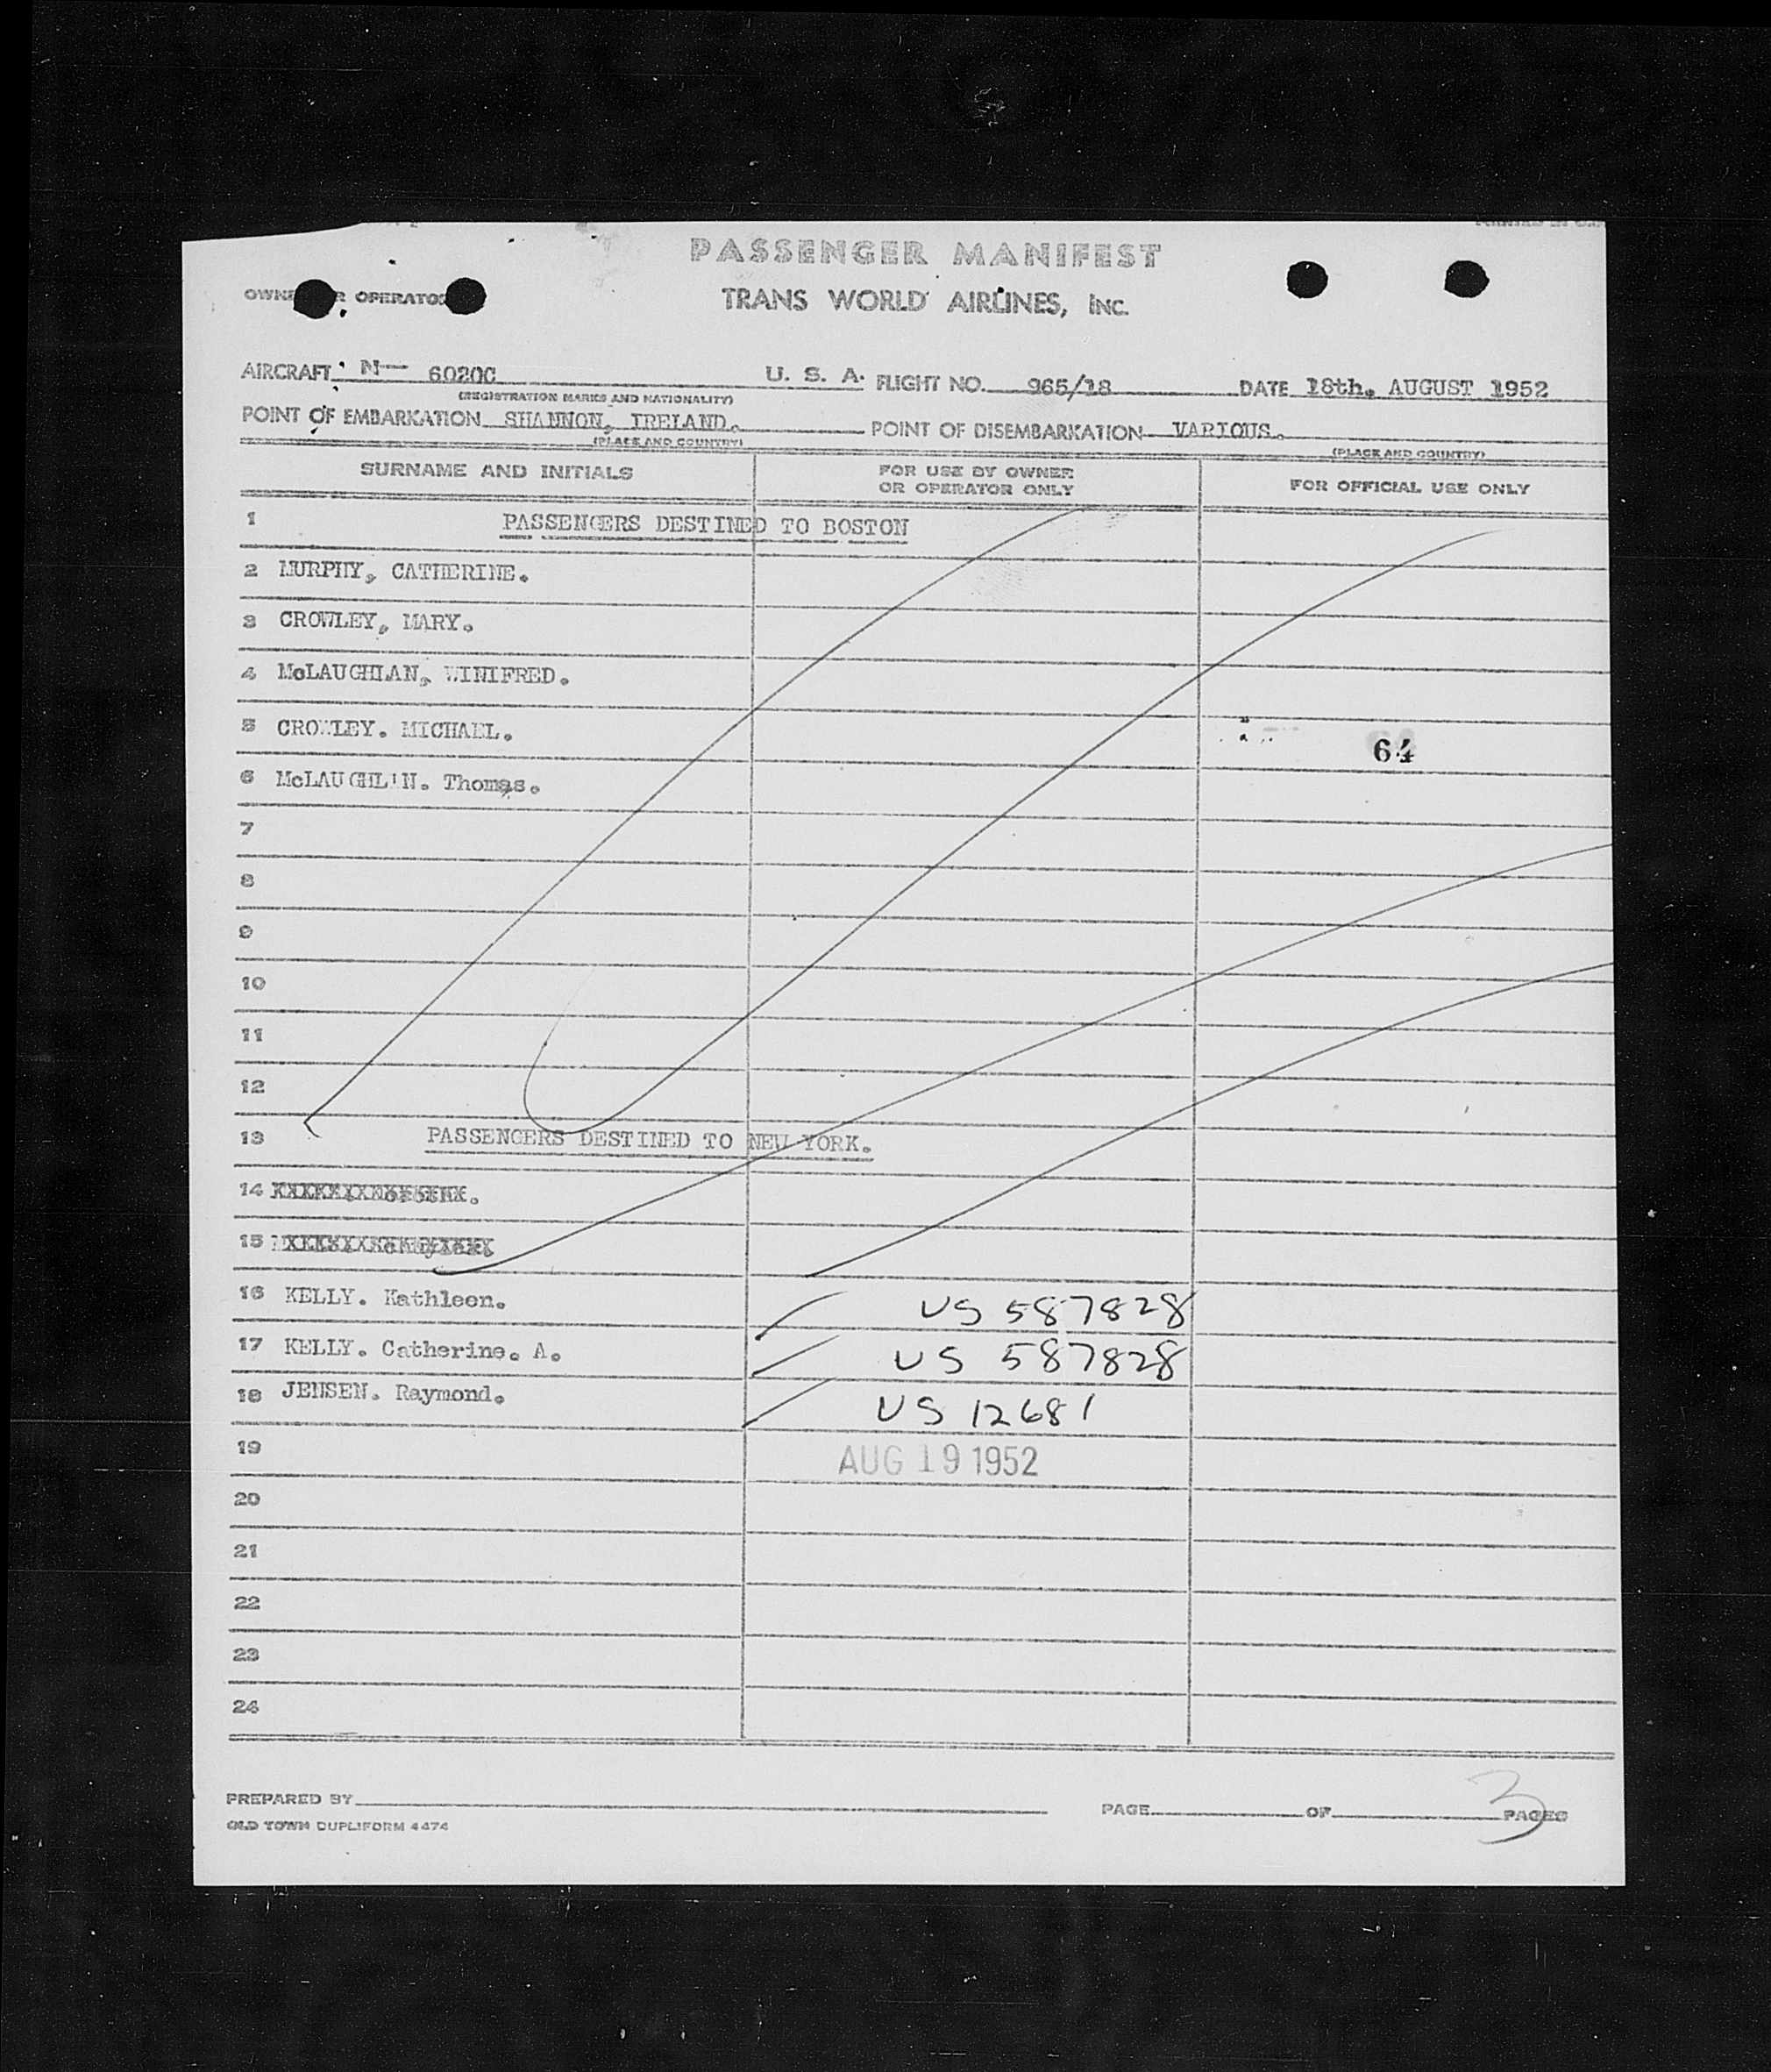 PASSENGER MANIFEST
OPERATOR
TRANS WORLD AIRLINES, INC.
AIRCRAFT N— 6020C U. S. A. FLIGHT NO. 965/18 DATE 18th. AUGUST 1952
(REGISTRATION MARKS AND NATIONALITY)
POINT OF EMBARKATION SHANNON, IRELAND. POINT OF DISEMBARKATION VARIOUS.
(PLACE AND COUNTRY) (PLACE AND COUNTRY)
SURNAME AND INITIALS
FOR USE BY OWNER
OR OPERATOR ONLY
FOR OFFICIAL USE ONLY
1 PASSENGERS DESTINED TO BOSTON
2 MURPHY, CATHERINE.
3 CROWLEY, MARY.
4 McLAUGHLAN, WINIFRED.
5 CROWLEY. MICHAEL.
64
6 McLAUGHLIN. Thomas.
7
8
9
10
11
12
13 PASSENGERS DESTINED TO NEW YORK.
14
15
16 KELLY. Kathleen. US 587828
17 KELLY. Catherine. A. US 587828
18 JENSEN. Raymond. US 12681
19 AUG 19 1952
20
21
22
23
24
PREPARED BY PAGE OF PAGES
3
OLD TOWN DUPLIFORM 4474